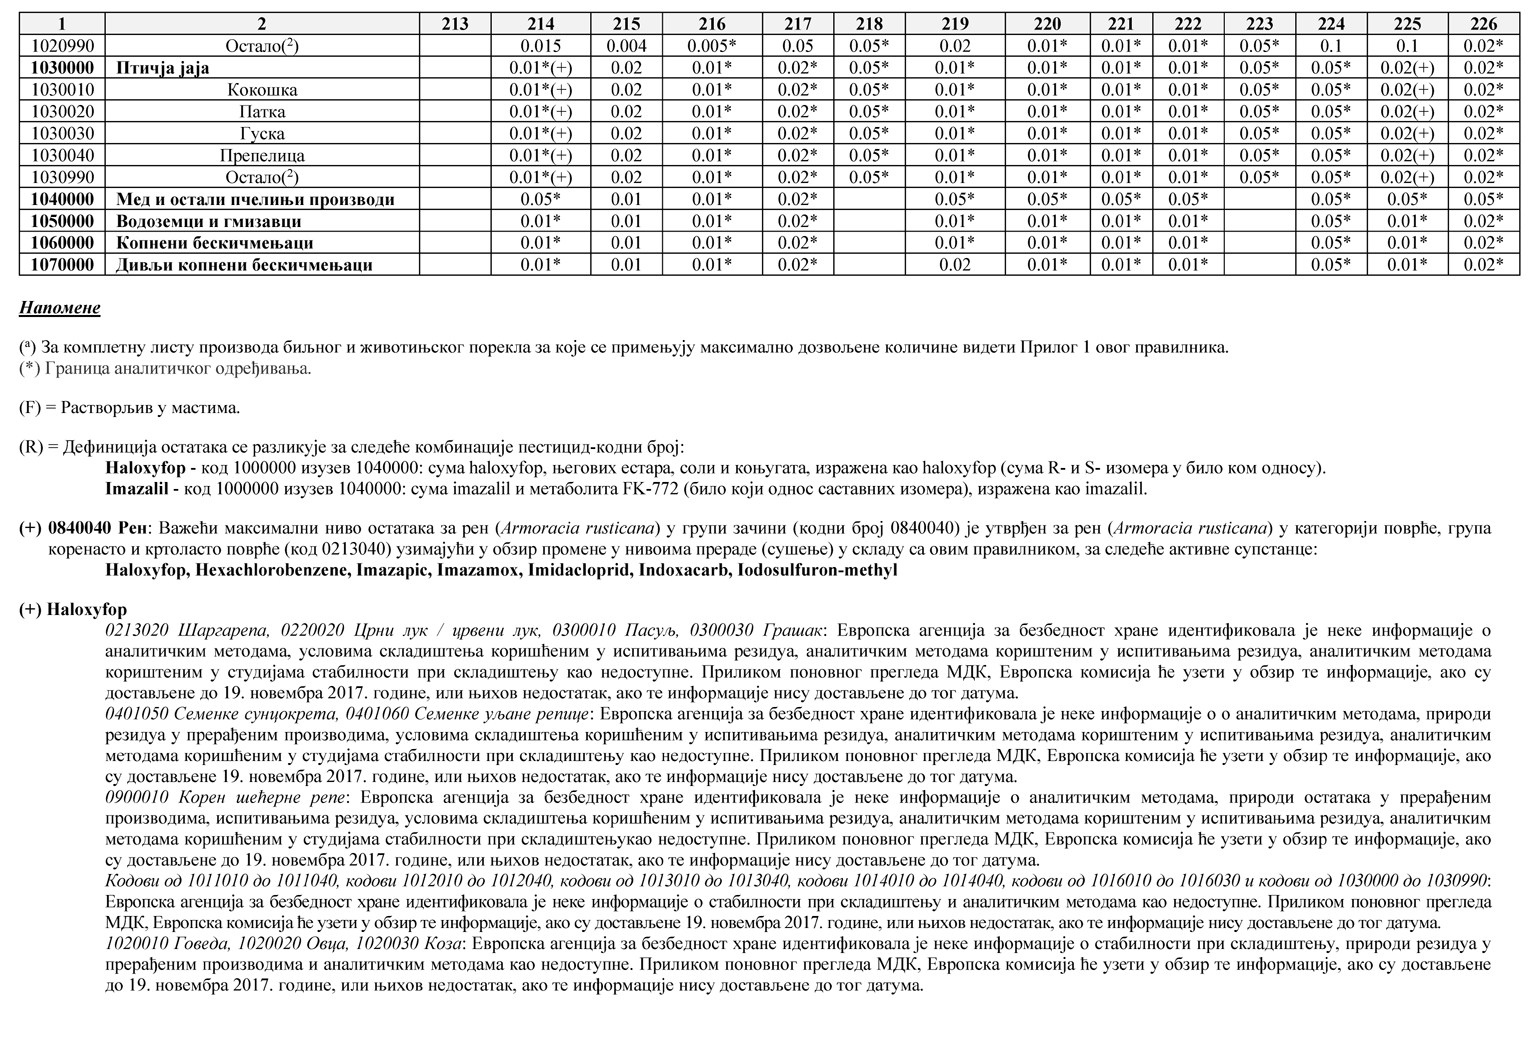 1 2 213 214 215 216 217 218 219 220 221 222 223 224 225 226
1020990 Остало(²) 0.015 0.004 0.005* 0.05 0.05* 0.02 0.01* 0.01* 0.01* 0.05* 0.1 0.1 0.02*
1030000 Птичја јаја 0.01*(+) 0.02 0.01* 0.02* 0.05* 0.01* 0.01* 0.01* 0.01* 0.05* 0.05* 0.02(+) 0.02*
1030010 Кокошка 0.01*(+) 0.02 0.01* 0.02* 0.05* 0.01* 0.01* 0.01* 0.01* 0.05* 0.05* 0.02(+) 0.02*
1030020 Патка 0.01*(+) 0.02 0.01* 0.02* 0.05* 0.01* 0.01* 0.01* 0.01* 0.05* 0.05* 0.02(+) 0.02*
1030030 Гуска 0.01*(+) 0.02 0.01* 0.02* 0.05* 0.01* 0.01* 0.01* 0.01* 0.05* 0.05* 0.02(+) 0.02*
1030040 Препелица 0.01*(+) 0.02 0.01* 0.02* 0.05* 0.01* 0.01* 0.01* 0.01* 0.05* 0.05* 0.02(+) 0.02*
1030990 Остало(²) 0.01*(+) 0.02 0.01* 0.02* 0.05* 0.01* 0.01* 0.01* 0.01* 0.05* 0.05* 0.02(+) 0.02*
1040000 Мед и остали пчелињи производи 0.05* 0.01 0.01* 0.02* 0.05* 0.05* 0.05* 0.05* 0.05* 0.05* 0.05*
1050000 Водоземци и гмизавци 0.01* 0.01 0.01* 0.02* 0.01* 0.01* 0.01* 0.01* 0.05* 0.01* 0.02*
1060000 Копнени бескичмењаци 0.01* 0.01 0.01* 0.02* 0.01* 0.01* 0.01* 0.01* 0.05* 0.01* 0.02*
1070000 Дивљи копнени бескичмењаци 0.01* 0.01 0.01* 0.02* 0.02 0.01* 0.01* 0.01* 0.05* 0.01* 0.02*
Напомене
(ᵃ) За комплетну листу производа биљног и животињског порекла за које се примењују максимално дозвољене количине видети Прилог 1 овог правилника.
(*) Граница аналитичког одређивања.
(F) = Растворљив у мастима.
(R) = Дефиниција остатака се разликује за следеће комбинације пестицид-кодни број:
Haloxyfop - код 1000000 изузев 1040000: сума haloxyfop, његових естара, соли и коњугата, изражена као haloxyfop (сума R- и S- изомера у било ком односу).
Imazalil - код 1000000 изузев 1040000: сума imazalil и метаболита FK-772 (било који однос саставних изомера), изражена као imazalil.
(+) 0840040 Рен: Важећи максимални ниво остатака за рен (Armoracia rusticana) у групи зачини (кодни број 0840040) је утврђен за рен (Armoracia rusticana) у категорији поврће, група
коренасто и кртоласто поврће (код 0213040) узимајући у обзир промене у нивоима прераде (сушење) у складу са овим правилником, за следеће активне супстанце:
Haloxyfop, Hexachlorobenzene, Imazapic, Imazamox, Imidacloprid, Indoxacarb, Iodosulfuron-methyl
(+) Haloxyfop
0213020 Шаргарепа, 0220020 Црни лук / црвени лук, 0300010 Пасуљ, 0300030 Грашак: Европска агенција за безбедност хране идентификовала је неке информације о
аналитичким методама, условима складиштења коришћеним у испитивањима резидуа, аналитичким методама кориштеним у испитивањима резидуа, аналитичким методама
кориштеним у студијама стабилности при складиштењу као недоступне. Приликом поновног прегледа МДК, Европска комисија ће узети у обзир те информације, ако су
достављене до 19. новембра 2017. године, или њихов недостатак, ако те информације нису достављене до тог датума.
0401050 Семенке сунцокрета, 0401060 Семенке уљане репице: Европска агенција за безбедност хране идентификовала је неке информације о о аналитичким методама, природи
резидуа у прерађеним производима, условима складиштења коришћеним у испитивањима резидуа, аналитичким методама кориштеним у испитивањима резидуа, аналитичким
методама коришћеним у студијама стабилности при складиштењу као недоступне. Приликом поновног прегледа МДК, Европска комисија ће узети у обзир те информације, ако
су достављене 19. новембра 2017. године, или њихов недостатак, ако те информације нису достављене до тог датума.
0900010 Корен шећерне репе: Европска агенција за безбедност хране идентификовала је неке информације о аналитичким методама, природи остатака у прерађеним
производима, испитивањима резидуа, условима складиштења коришћеним у испитивањима резидуа, аналитичким методама кориштеним у испитивањима резидуа, аналитичким
методама коришћеним у студијама стабилности при складиштењукао недоступне. Приликом поновног прегледа МДК, Европска комисија ће узети у обзир те информације, ако
су достављене до 19. новембра 2017. године, или њихов недостатак, ако те информације нису достављене до тог датума.
Кодови од 1011010 до 1011040, кодови 1012010 до 1012040, кодови од 1013010 до 1013040, кодови 1014010 до 1014040, кодови од 1016010 до 1016030 и кодови од 1030000 до 1030990:
Европска агенција за безбедност хране идентификовала је неке информације о стабилности при складиштењу и аналитичким методама као недоступне. Приликом поновног прегледа
МДК, Европска комисија ће узети у обзир те информације, ако су достављене 19. новембра 2017. године, или њихов недостатак, ако те информације нису достављене до тог датума.
1020010 Говеда, 1020020 Овца, 1020030 Коза: Европска агенција за безбедност хране идентификовала је неке информације о стабилности при складиштењу, природи резидуа у
прерађеним производима и аналитичким методама као недоступне. Приликом поновног прегледа МДК, Европска комисија ће узети у обзир те информације, ако су достављене
до 19. новембра 2017. године, или њихов недостатак, ако те информације нису достављене до тог датума.